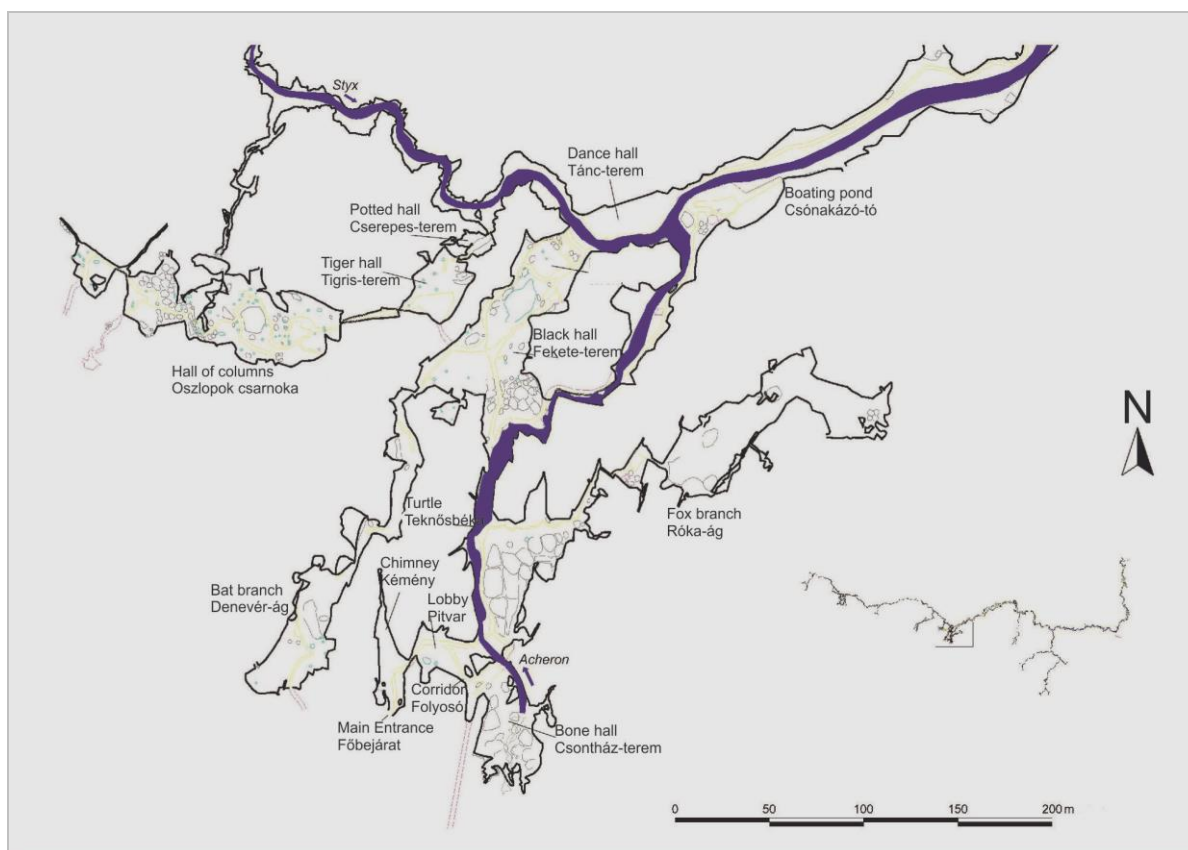 Styx
Dance hall
Tánc-terem
Boating pond
Csónakázó-tó
Potted hall
Cserepes-terem
Tiger hall
Tigris-terem
Black hall
Fekete-terem
Hall of columns
Oszlopok csarnoka
N
Turtle
Teknősbéka
Fox branch
Róka-ág
Chimney
Kémény
Bat branch
Denevér-ág
Lobby
Pitvar
Acheron
Corridor
Folyosó
Main Entrance
Főbejárat
Bone hall
Csontház-terem
0 50 100 150 200 m